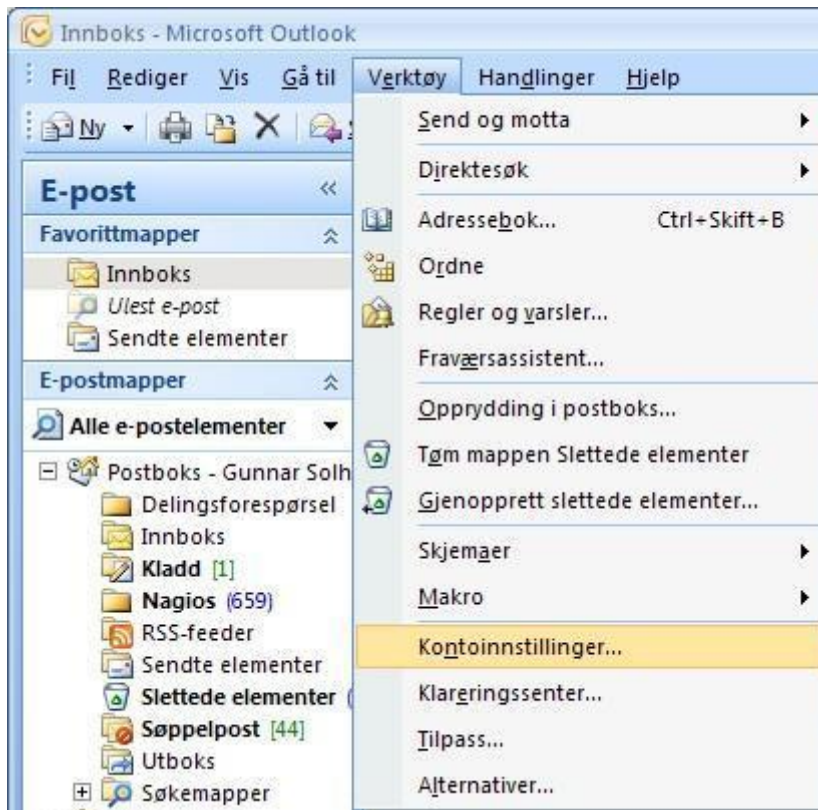 Innboks - Microsoft Outlook
Fil Rediger Vis Gå til Verktøy Handlinger Hjelp
Ny
E-post
Favorittmapper
Innboks
Ulest e-post
Sendte elementer
E-postmapper
Alle e-postelementer
Postboks - Gunnar Solh
Delingsforespørsel
Innboks
Kladd [1]
Nagios (659)
RSS-feeder
Sendte elementer
Slettede elementer (
Søppelpost [44]
Utboks
Søkemapper
Send og motta
Direktesøk
Adressebok... Ctrl+Skift+B
Ordne
Regler og varsler...
Fraværsassistent...
Opprydding i postboks...
Tøm mappen Slettede elementer
Gjenopprett slettede elementer...
Skjemaer
Makro
Kontoinnstillinger...
Klareringssenter...
Tilpass...
Alternativer...